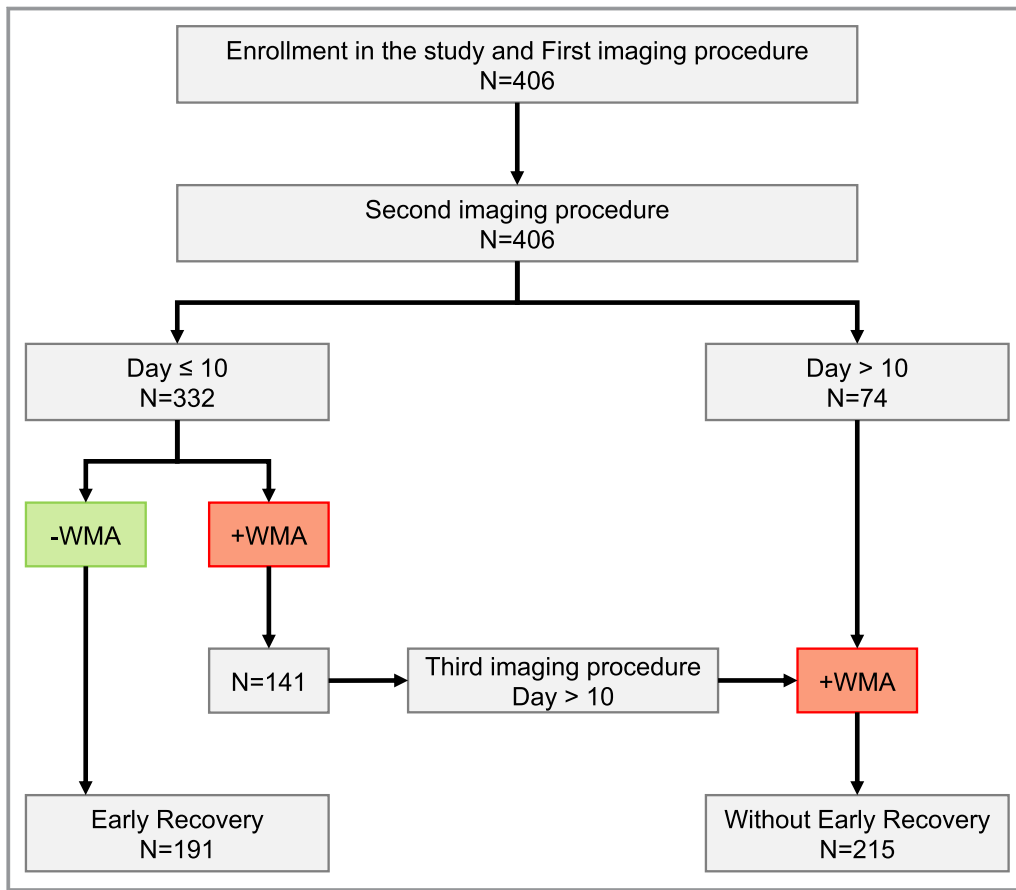 Enrollment in the study and First imaging procedure
N=406
Second imaging procedure
N=406
Day ≤ 10
N=332
Day > 10
N=74
-WMA
+WMA
N=141
Third imaging procedure
Day > 10
+WMA
Early Recovery
N=191
Without Early Recovery
N=215